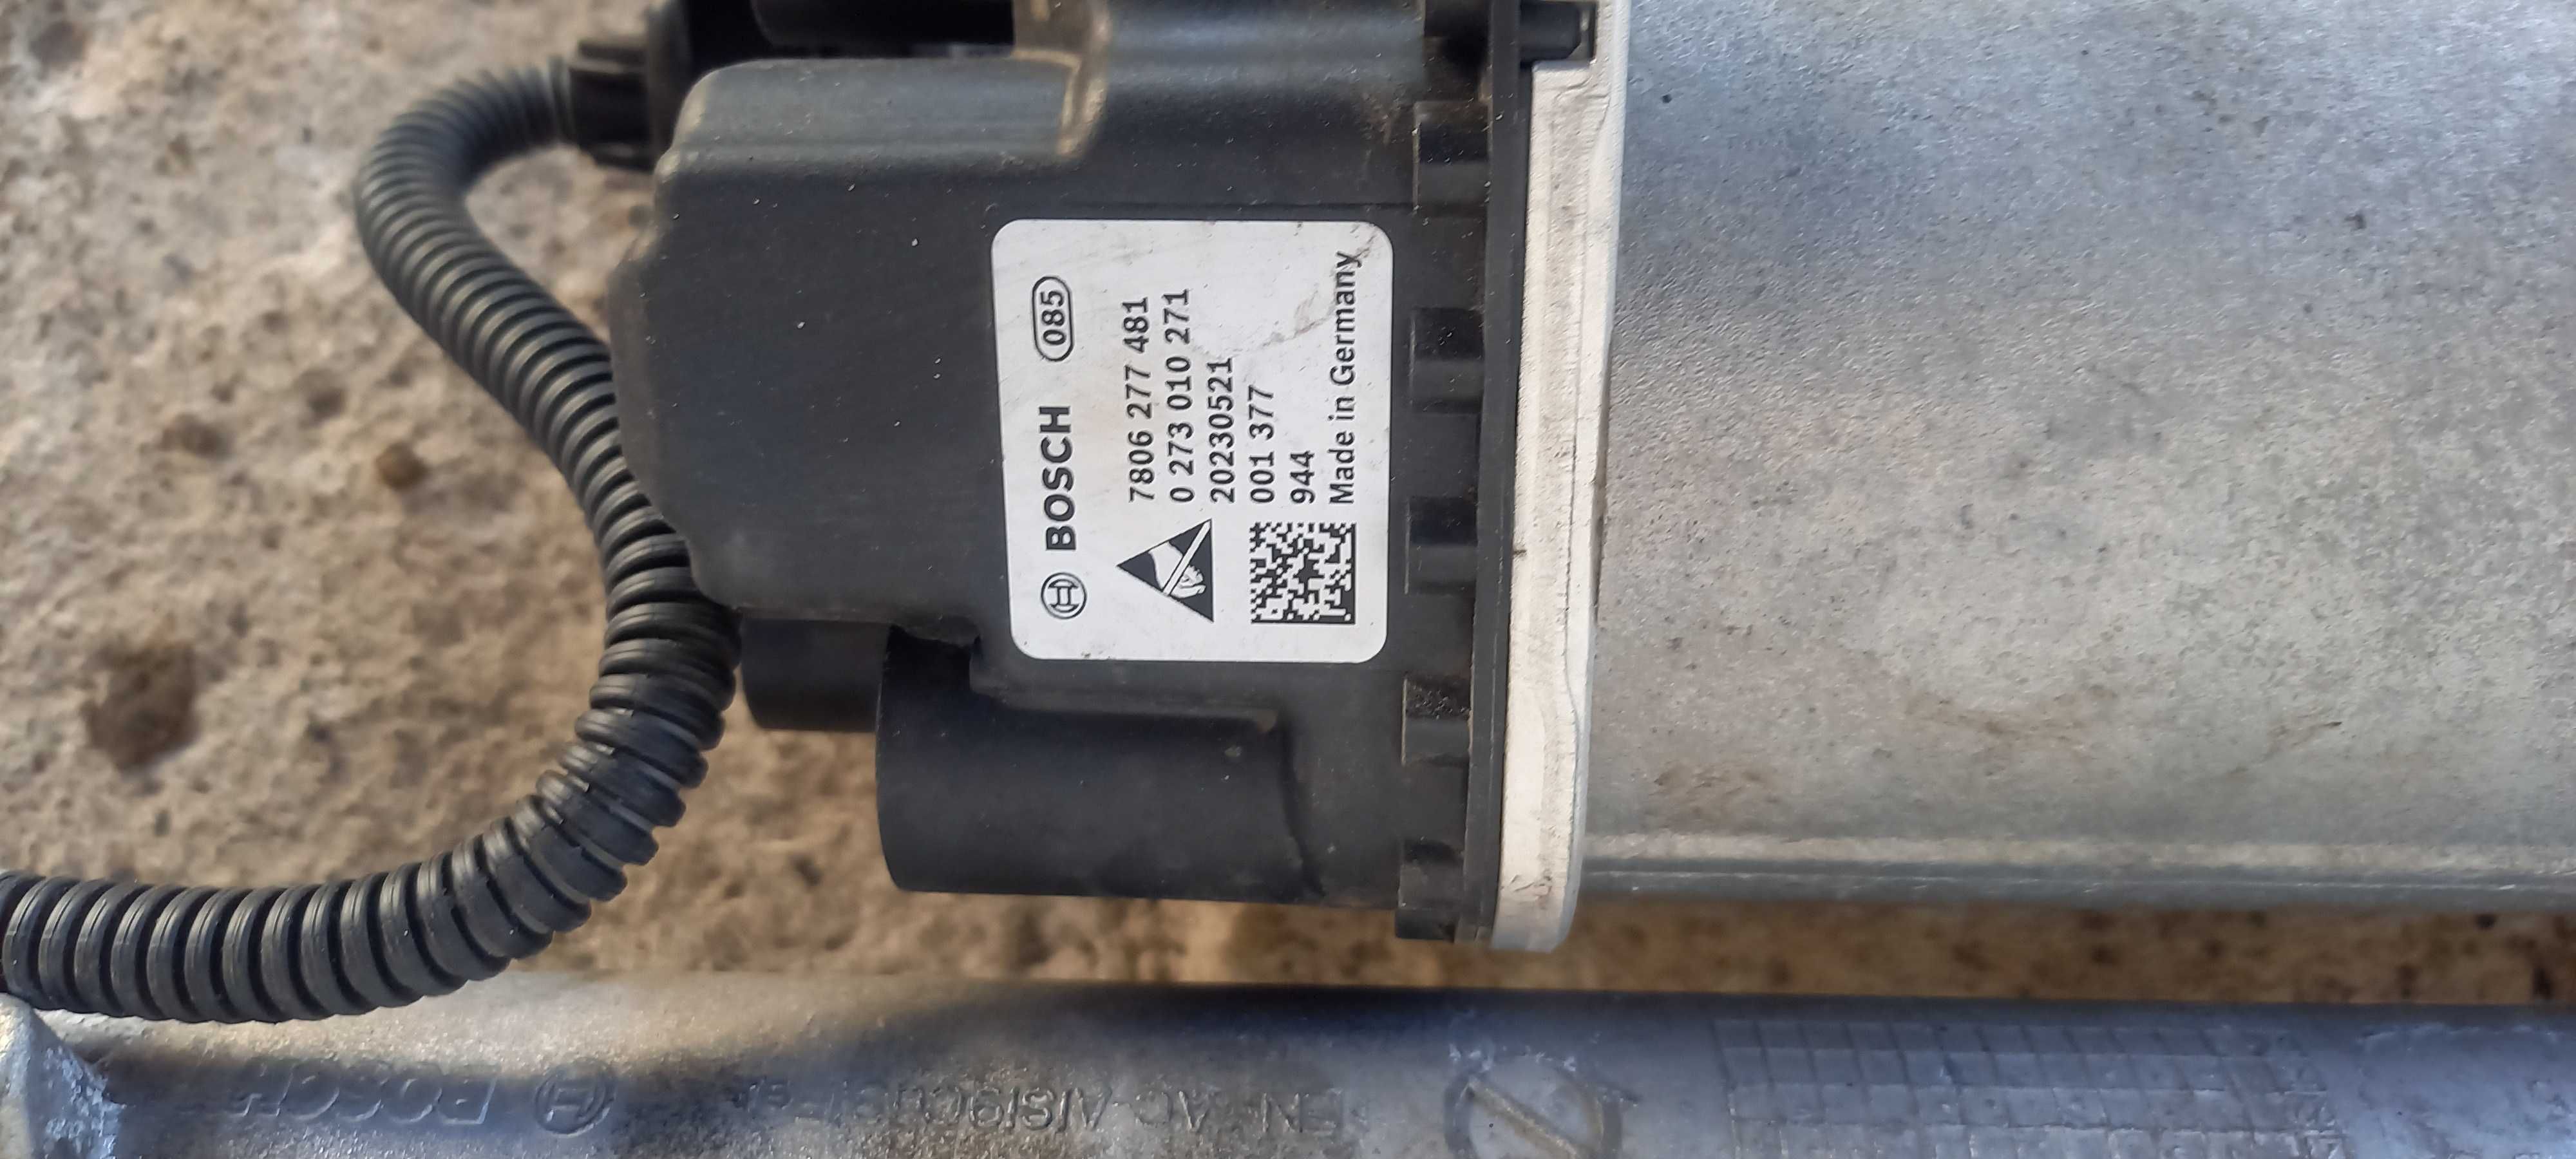 BOSCH 085
7806 277 481
0 273 010 271
20230521
001 377
944
Made in Germany
BOSCH